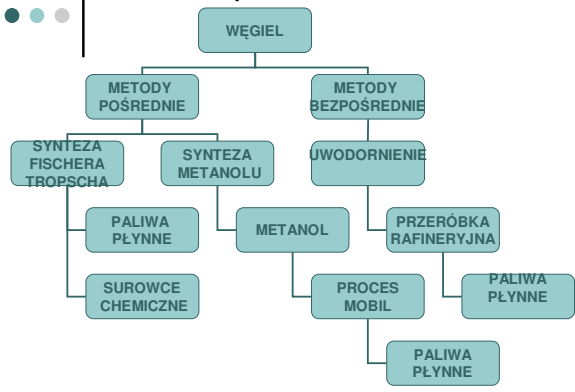 WĘGIEL
METODY
POŚREDNIE
METODY
BEZPOŚREDNIE
SYNTEZA
FISCHERA
TROPSCHA
SYNTEZA
METANOLU
UWODORNIENIE
PALIWA
PŁYNNE
METANOL
PRZERÓBKA
RAFINERYJNA
SUROWCE
CHEMICZNE
PROCES
MOBIL
PALIWA
PŁYNNE
PALIWA
PŁYNNE